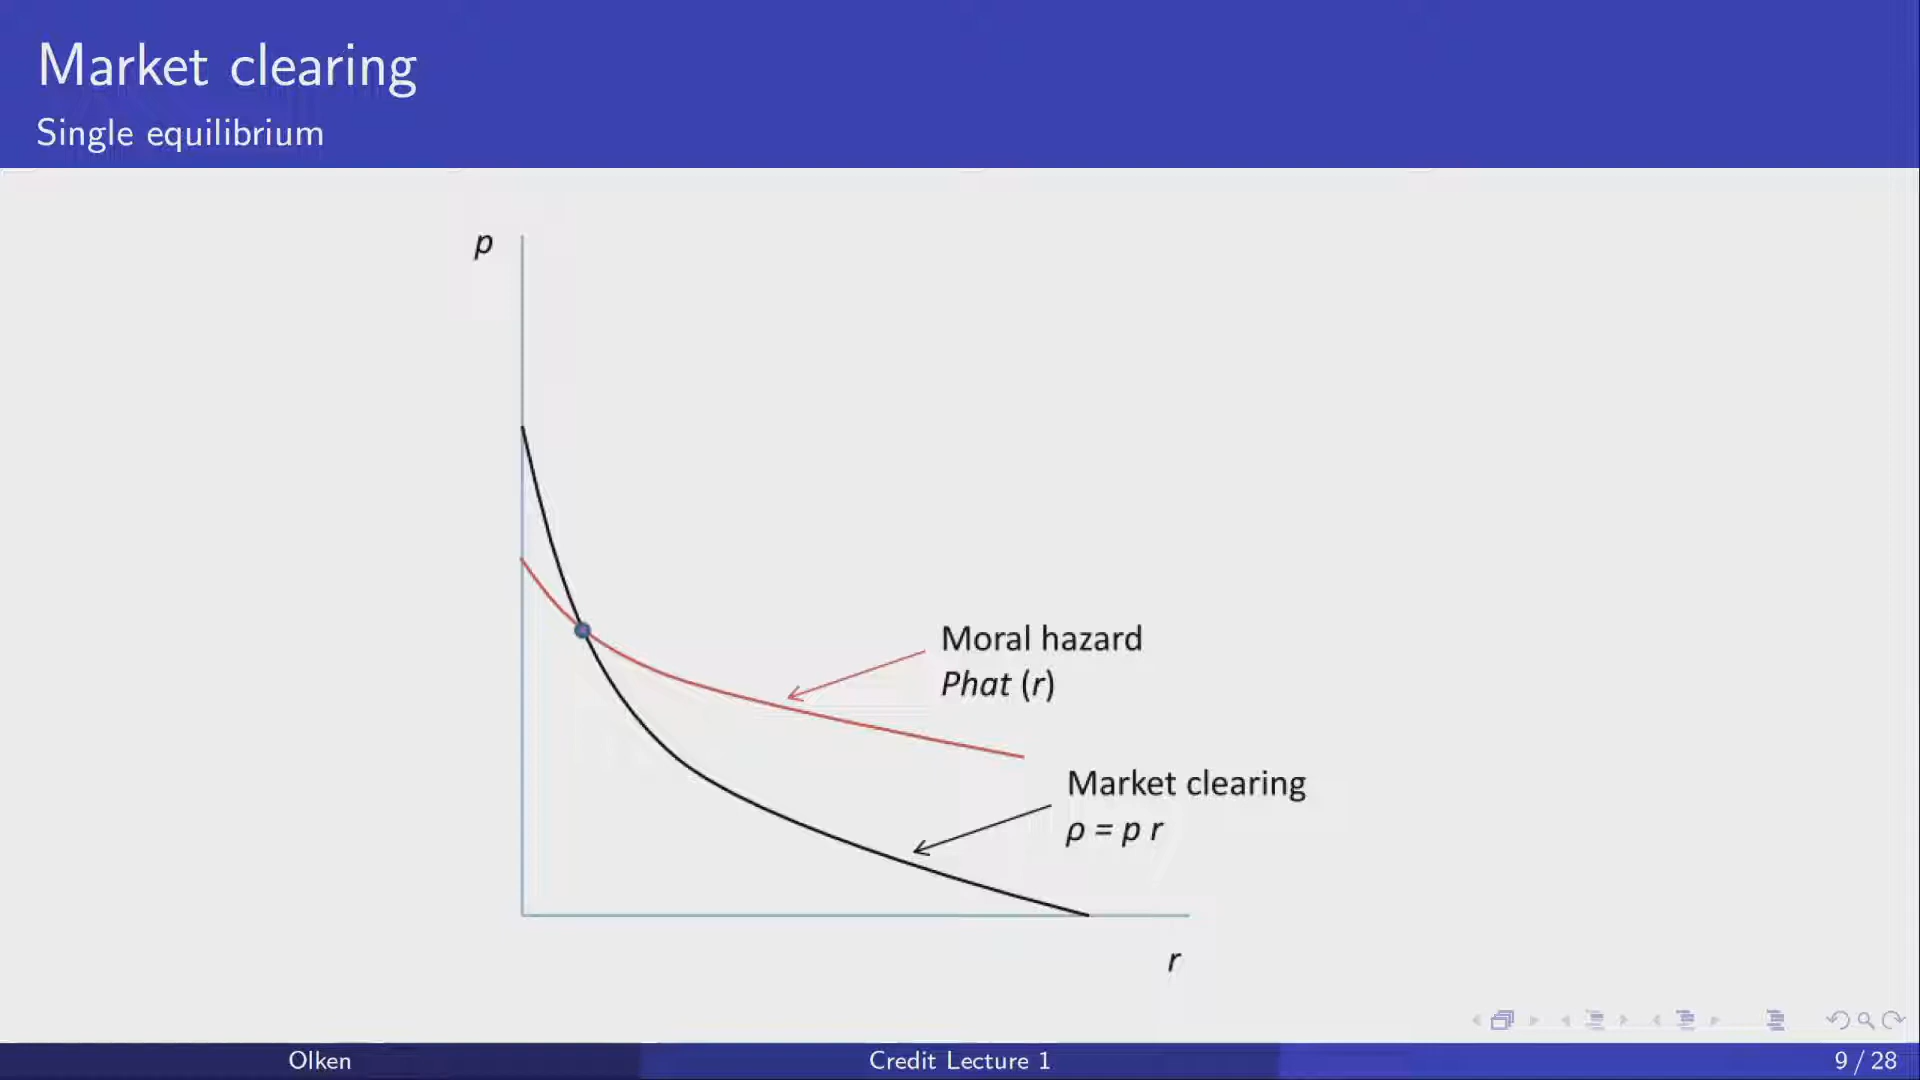 Market clearing
Single equilibrium
p
Moral hazard
Phat (r)
Market clearing
ρ = p r
r
Olken
Credit Lecture 1
9 / 28